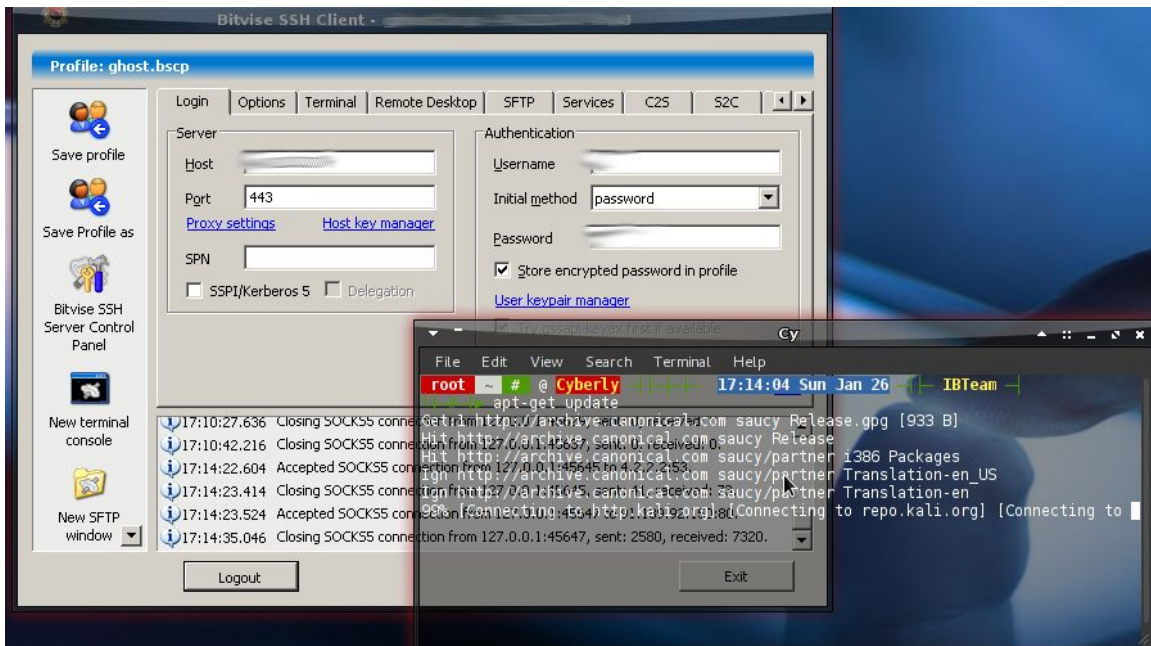 Bitvise SSH Client -
Profile: ghost.bscp
Save profile
Save Profile as
Bitvise SSH
Server Control
Panel
New terminal
console
New SFTP
window
Login Options Terminal Remote Desktop SFTP Services C2S S2C
Server
Host
Port 443
Proxy settings Host key manager
SPN
SSPI/Kerberos 5 Delegation
Authentication
Username
Initial method password
Password
Store encrypted password in profile
User keypair manager
Try gssapi-keyex first if available
17:10:27.636 Closing SOCKS5
17:10:42.216 Closing SOCKS5 connection from 127.0.0.1
17:14:22.604 Accepted SOCKS5 connection from 127.0.0.1:45645 to 4.2.2.2:53.
17:14:23.414 Closing SOCKS5 connection from 127.0.0.1:45645, sent:
17:14:23.524 Accepted SOCKS5 connection from 127.0.0.1:45647
17:14:35.046 Closing SOCKS5 connection from 127.0.0.1:45647, sent: 2580, received: 7320.
Logout
Exit
Cy
File Edit View Search Terminal Help
root ~ # @ Cyberly 17:14:04 Sun Jan 26 IBTeam
apt-get update
Get:1 http://archive.canonical.com saucy Release.gpg [933 B]
Hit http://archive.canonical.com saucy Release
Hit http://archive.canonical.com saucy/partner i386 Packages
Ign http://archive.canonical.com saucy/partner Translation-en_US
Ign http://archive.canonical.com saucy/partner Translation-en
99% [Connecting to http.kali.org] [Connecting to repo.kali.org] [Connecting to